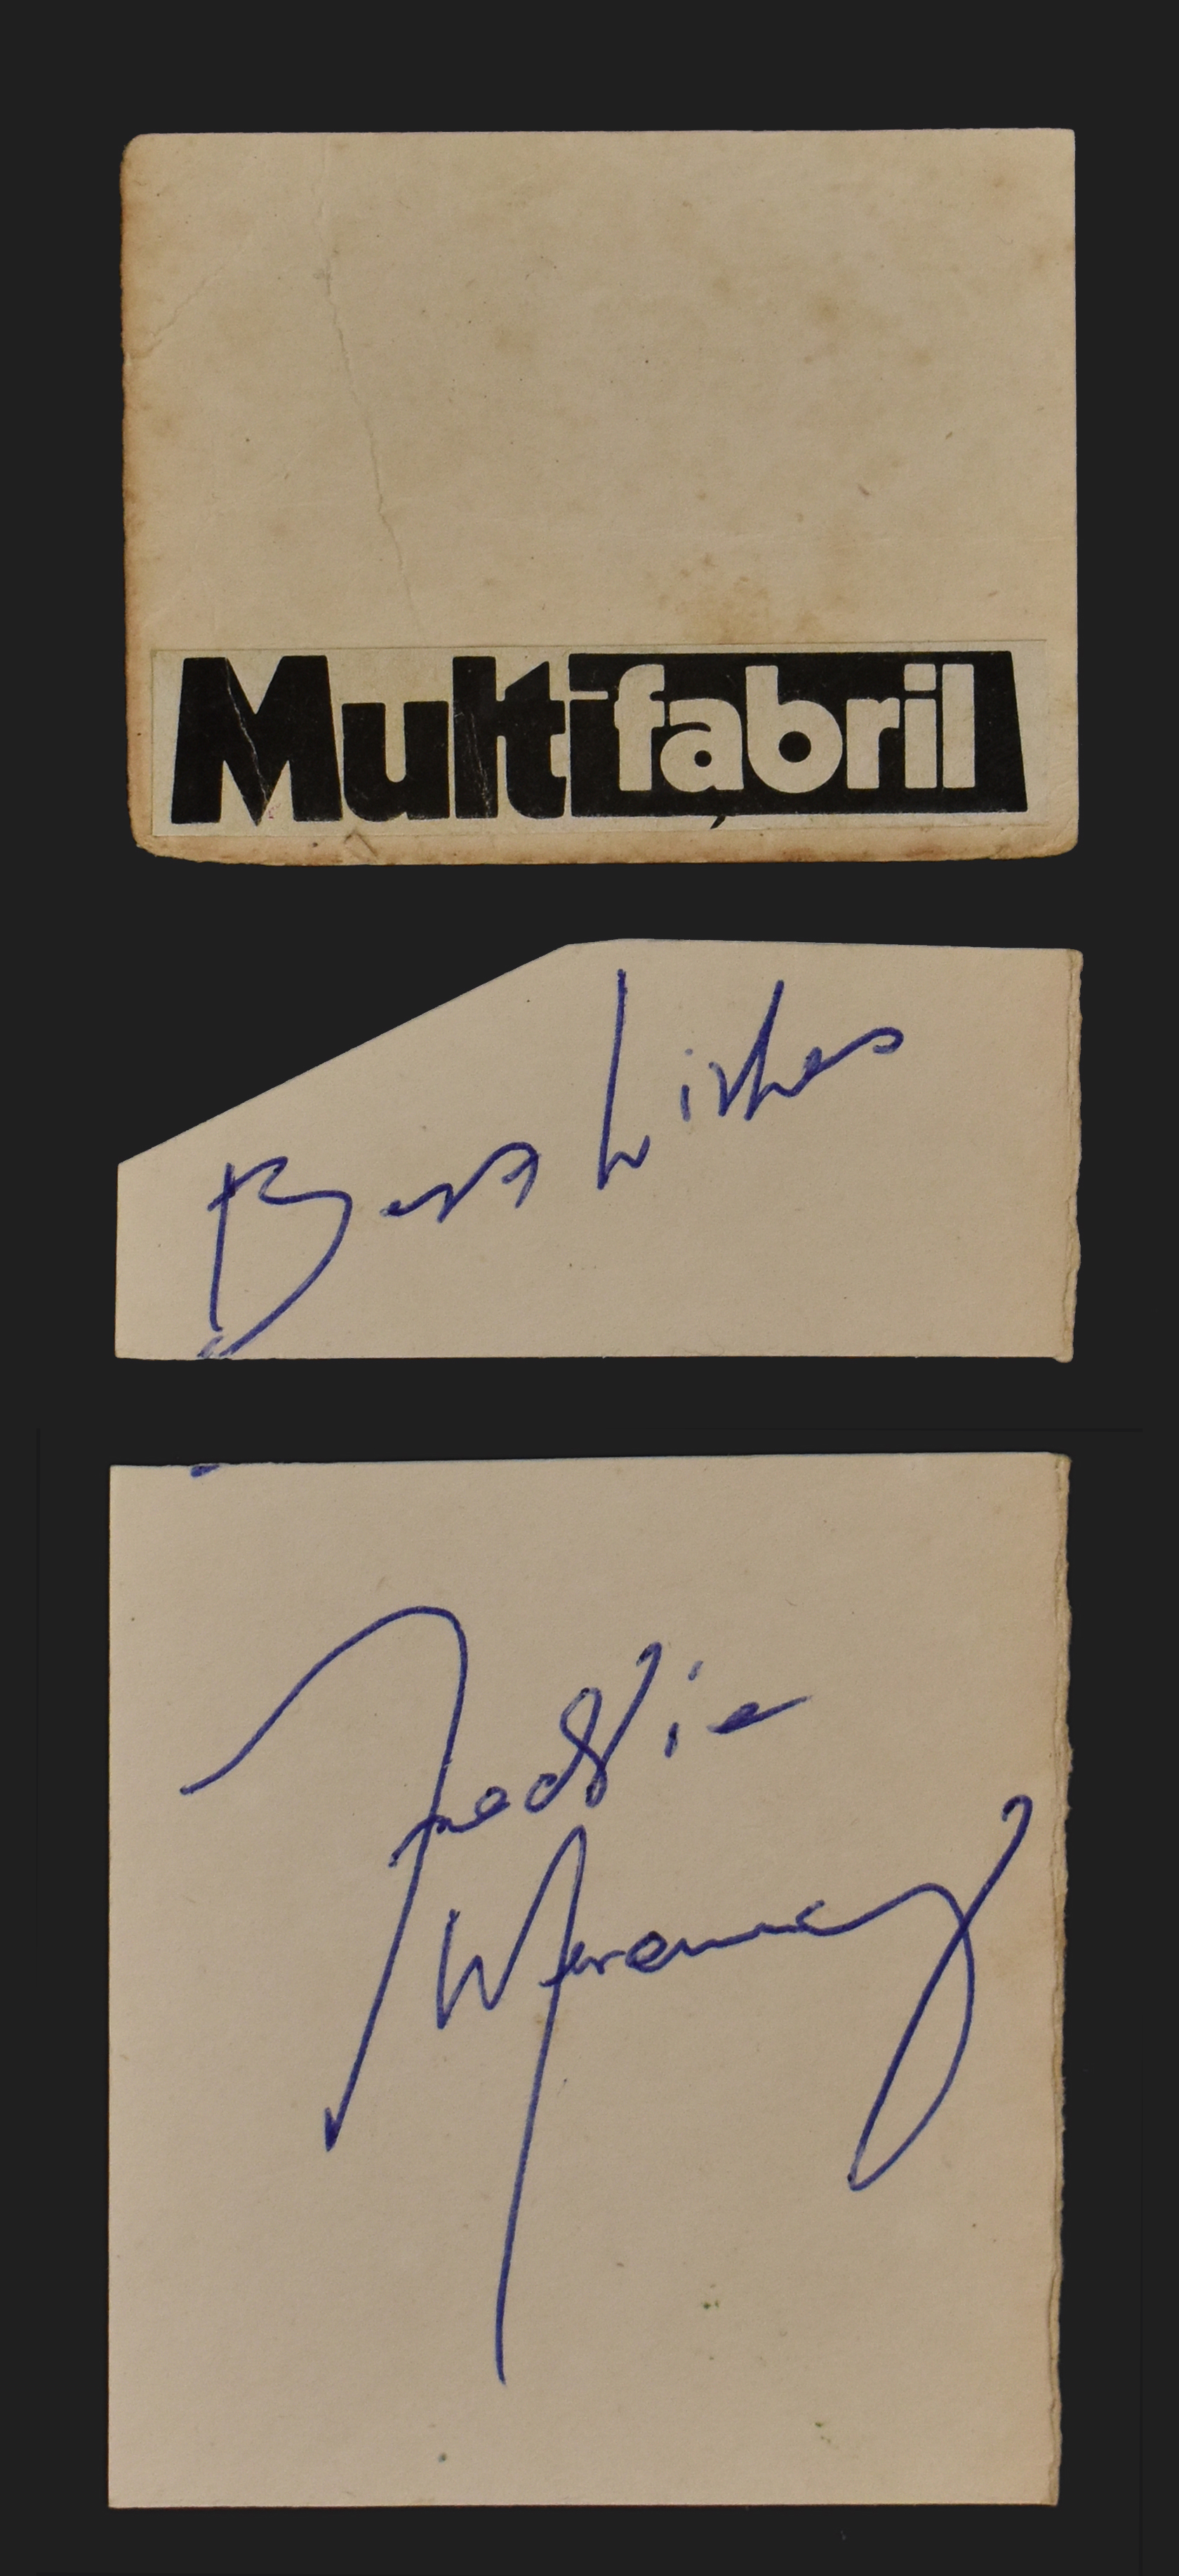 Multifabril
Best Wishes
Freddie
Mercury